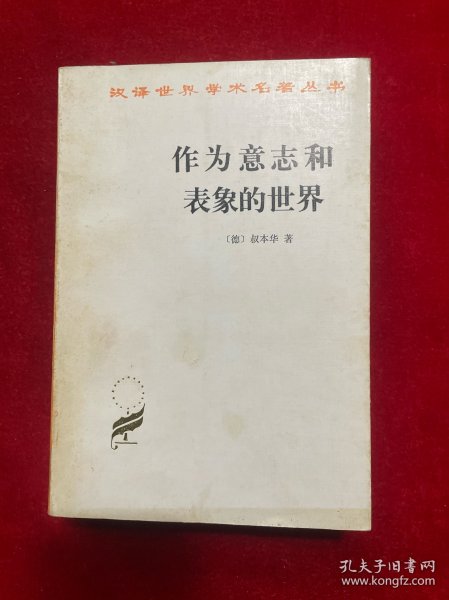 汉译世界学术名著丛书
作为意志和
表象的世界
〔德〕叔本华 著
孔夫子旧书网
www.kongfz.com